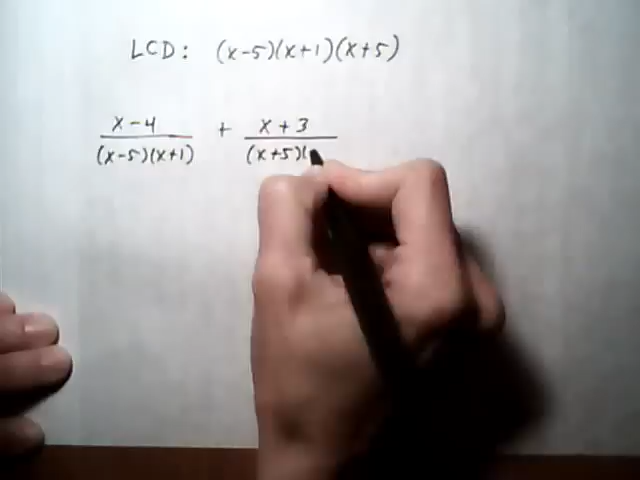 LCD: (x-5)(x+1)(x+5)
x-4 + x+3
(x-5)(x+1) (x+5)(